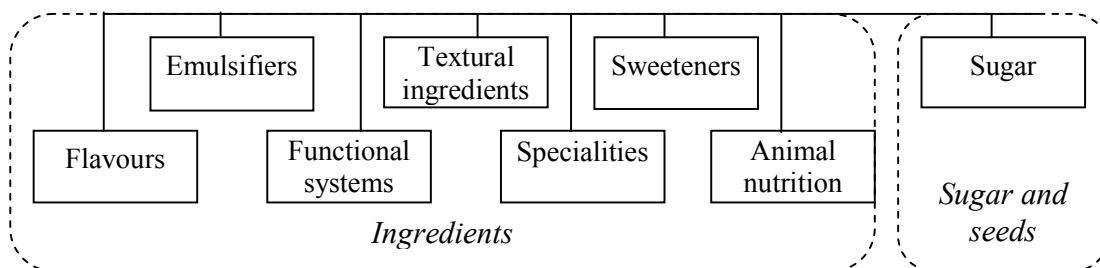 Emulsifiers
Textural
ingredients
Sweeteners
Sugar
Flavours
Functional
systems
Specialities
Animal
nutrition
Ingredients
Sugar and
seeds